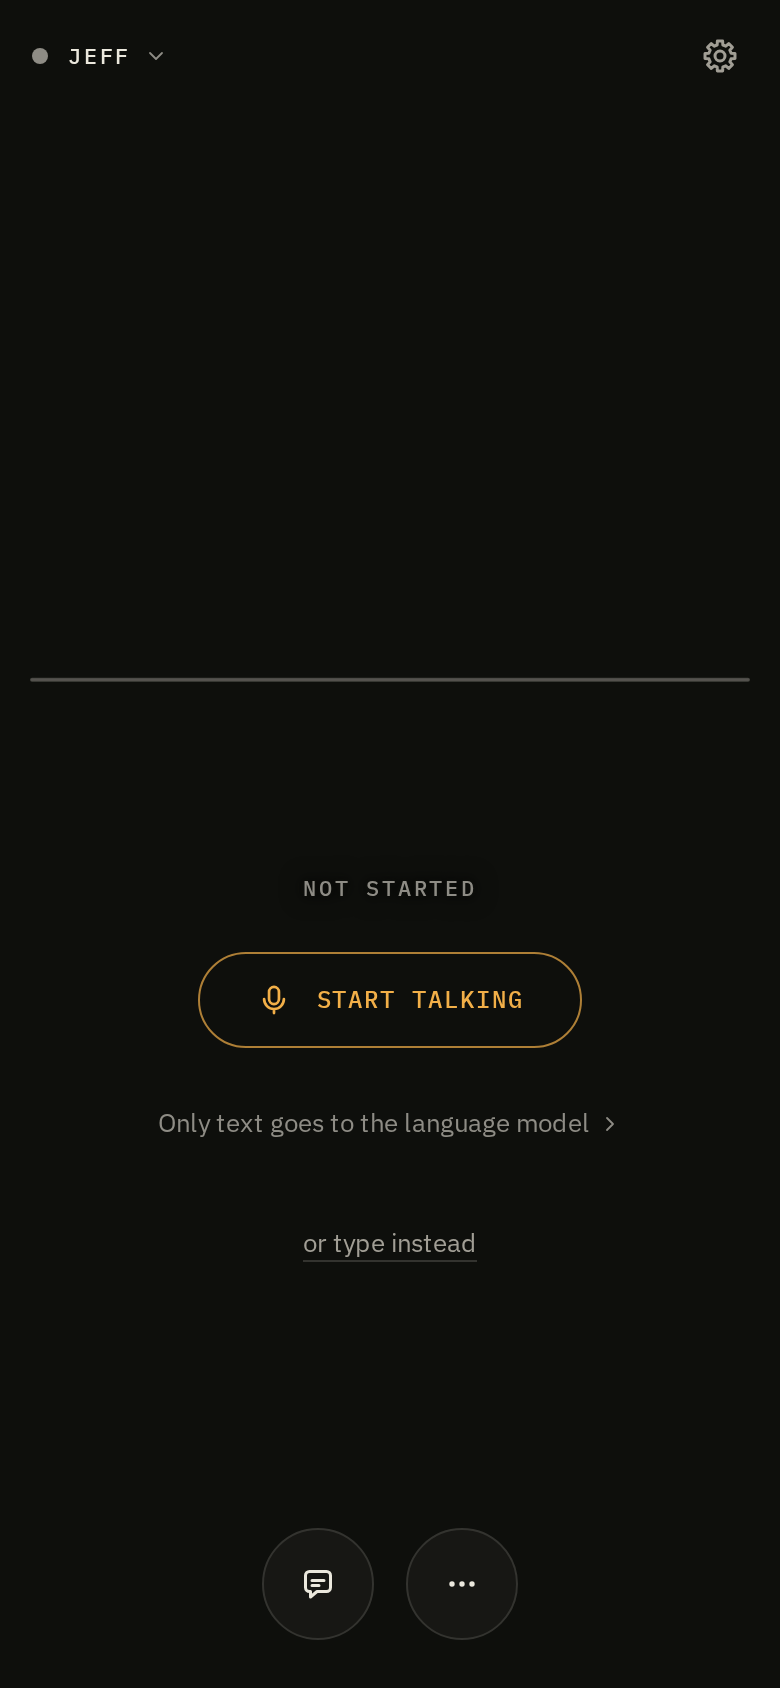 JEFF
NOT STARTED
START TALKING
Only text goes to the language model
or type instead